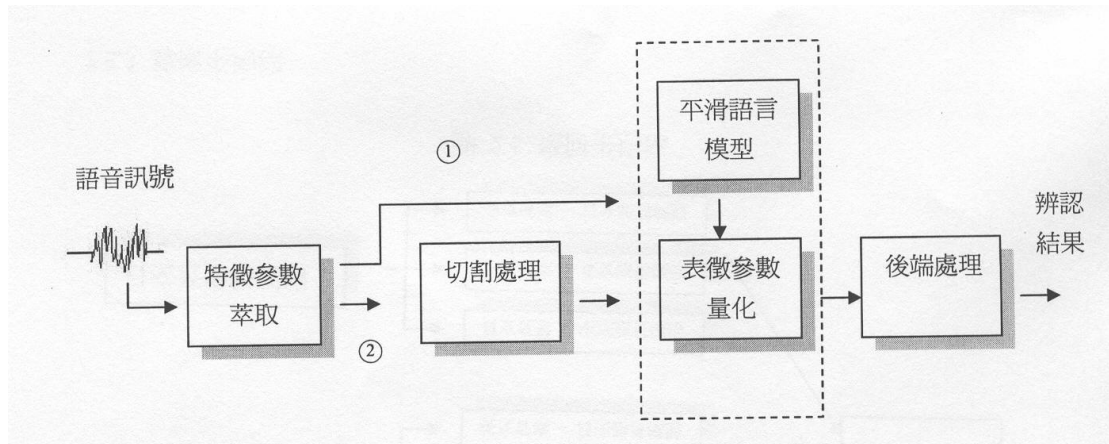 語音訊號
特徵參數
萃取
①
②
切割處理
平滑語言
模型
表徵參數
量化
後端處理
辨認
結果